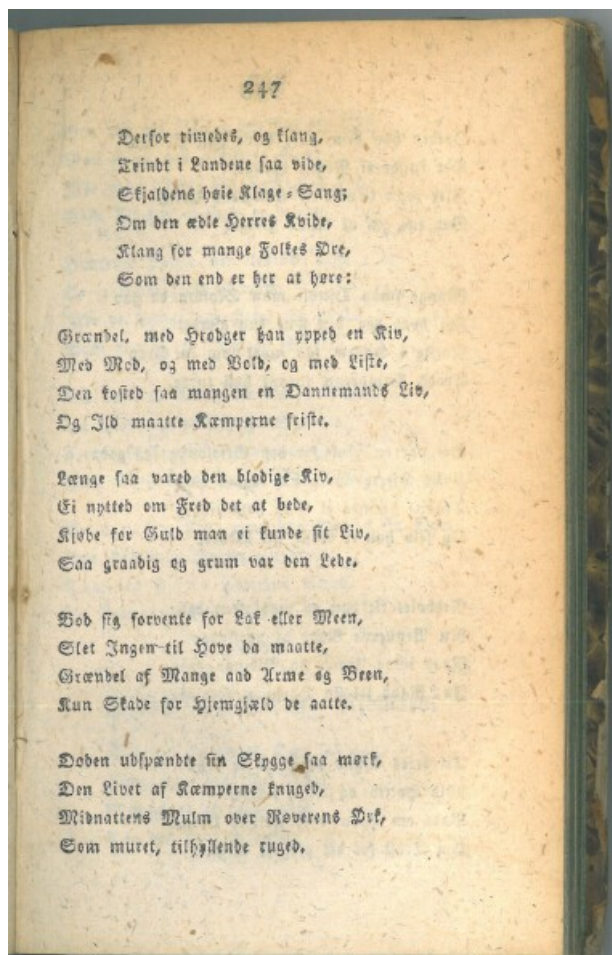 247
Derfor rimedes, og klang,
Trindt i Landene saa vide,
Skjaldens høie Klage-Sang;
Om den ædle Herres Kvide,
Klang for mange Folkes Øre,
Som den end er her at høre:
Grændel, med Hrodger han ypped en Kiv,
Med Mod, og med Vold, og med Liste,
Den kosted saa mangen en Dannemands Liv,
Og Ild maatte Kæmperne friste.
Længe saa vared den blodige Kiv,
Ei nytted om Fred det at bede,
Kjøbe for Guld man ei kunde sit Liv,
Saa graadig og grum var den Lede.
Bod sig forvente for Lak eller Meen,
Slet Ingen til Hove da maatte,
Grændel af Mange aad Arme og Been,
Kun Skade for Hjemgjæld de aatte.
Døden udspændte sin Skygge saa mørk,
Den Livet af Kæmperne knuged,
Midnattens Mulm over Røverens Ørk,
Som muret, tilhyllende ruged.